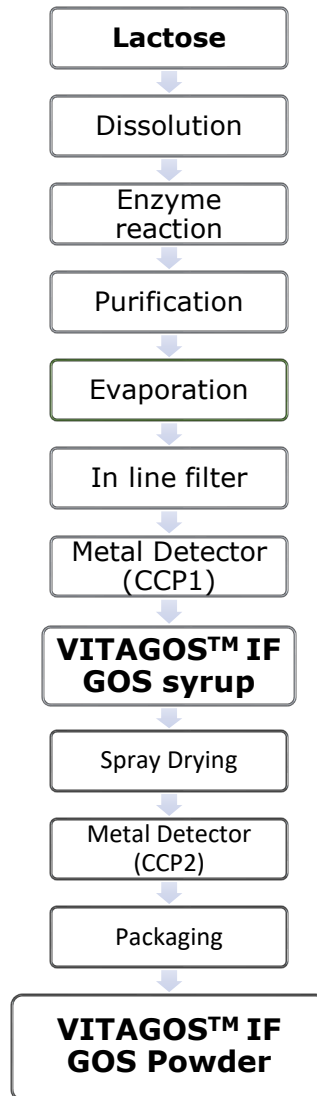 Lactose
Dissolution
Enzyme
reaction
Purification
Evaporation
In line filter
Metal Detector
(CCP1)
VITAGOS™ IF
GOS syrup
Spray Drying
Metal Detector
(CCP2)
Packaging
VITAGOS™ IF
GOS Powder